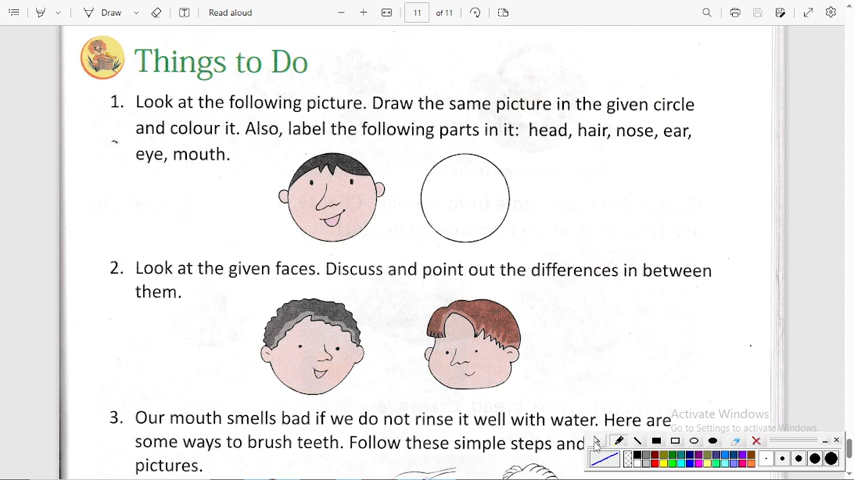 Draw
Read aloud
11
of 11
Things to Do
1. Look at the following picture. Draw the same picture in the given circle
and colour it. Also, label the following parts in it: head, hair, nose, ear,
eye, mouth.
2. Look at the given faces. Discuss and point out the differences in between
them.
3. Our mouth smells bad if we do not rinse it well with water. Here are
some ways to brush teeth. Follow these simple steps and
pictures.
Activate Windows
Go to Settings to activate Windows.